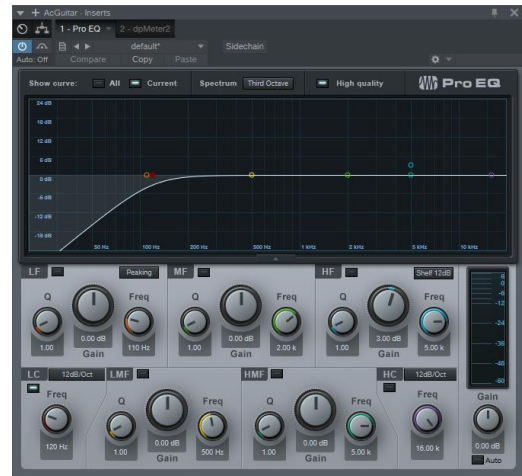 AcGuitar - Inserts
1 - Pro EQ 2 - dpMeter2
default* Sidechain
Auto: Off Compare Copy Paste
Show curve: All Current Spectrum Third Octave High quality Pro EQ
24 dB
18 dB
12 dB
6 dB
0 dB
-6 dB
-12 dB
-18 dB
50 Hz 100 Hz 200 Hz 500 Hz 1 kHz 2 kHz 5 kHz 10 kHz
LF Peaking MF HF Shelf 12dB
Q Freq Q Freq Q Freq
1.00 0.00 dB 110 Hz 1.00 0.00 dB 2.00 k 1.00 3.00 dB 5.00 k
Gain Gain Gain
6
0
-6
-12
-24
-36
-48
-60
LC 12dB/Oct LMF HMF HC 12dB/Oct
Freq Q Freq Q Freq Freq Gain
120 Hz 1.00 0.00 dB 500 Hz 1.00 0.00 dB 5.00 k 16.00 k 0.00 dB
Gain Gain Auto